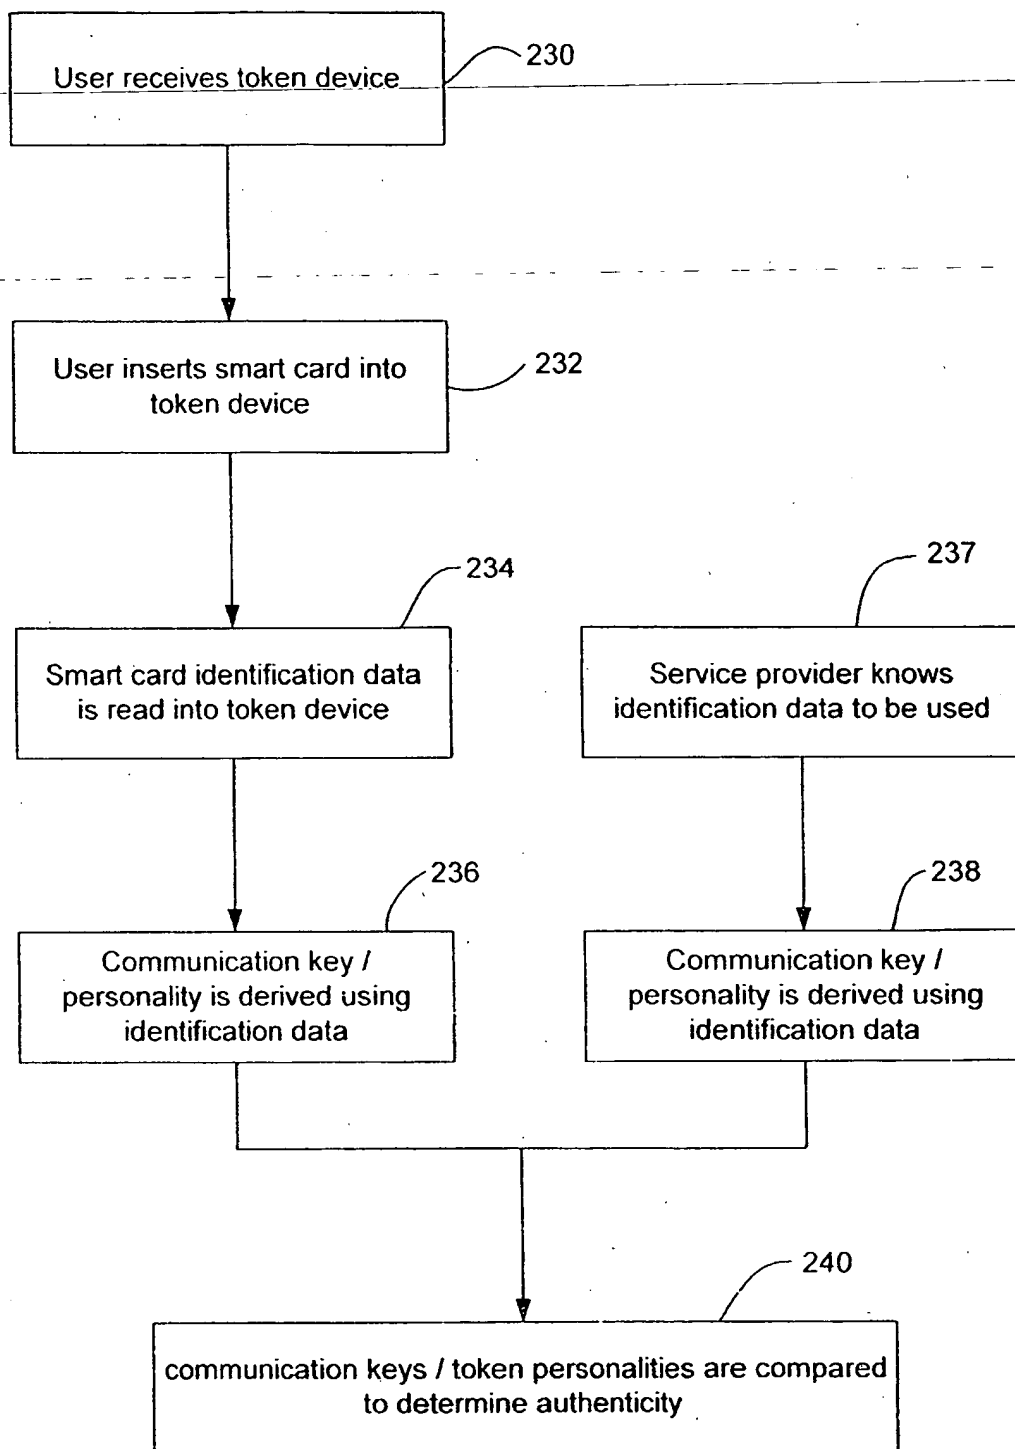 User receives token device
230
User inserts smart card into
token device
232
234
Smart card identification data
is read into token device
237
Service provider knows
identification data to be used
236
Communication key /
personality is derived using
identification data
238
Communication key /
personality is derived using
identification data
240
communication keys / token personalities are compared
to determine authenticity